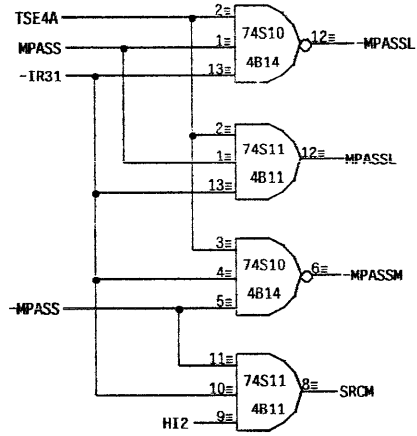 TSE4A 2≡ 74S10 12≡ -MPASSL
MPASS 1≡ 4B14
-IR31 13≡
2≡ 74S11 12≡ MPASSL
1≡ 4B11
13≡
3≡ 74S10 6≡ -MPASSM
4≡ 4B14
-MPASS 5≡
11≡ 74S11 8≡ SRCM
10≡ 4B11
HI2 9≡